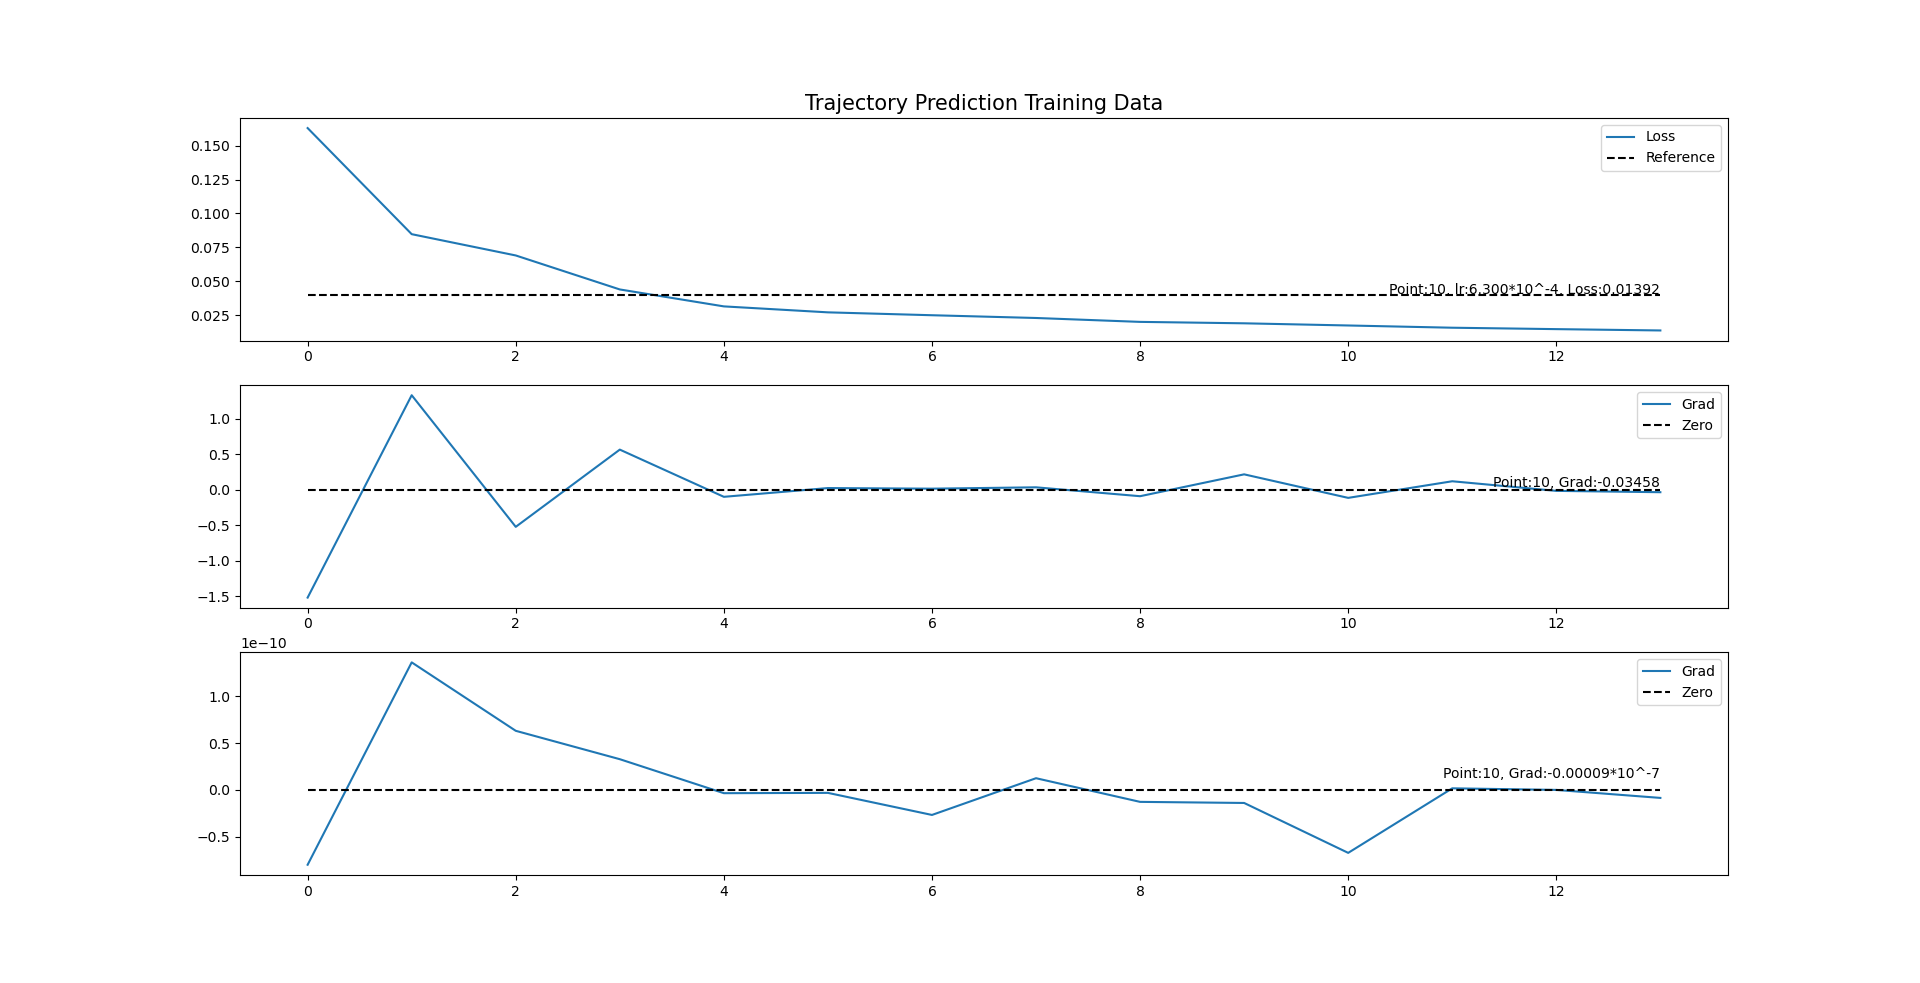 Trajectory Prediction Training Data
0.150
0.125
0.100
0.075
0.050
0.025
Loss
Reference
Point:10, lr:6.300*10^-4, Loss:0.01392
0 2 4 6 8 10 12
1.0
0.5
0.0
−0.5
−1.0
−1.5
Grad
Zero
Point:10, Grad:-0.03458
0 2 4 6 8 10 12
1e−10
1.0
0.5
0.0
−0.5
Grad
Zero
Point:10, Grad:-0.00009*10^-7
0 2 4 6 8 10 12